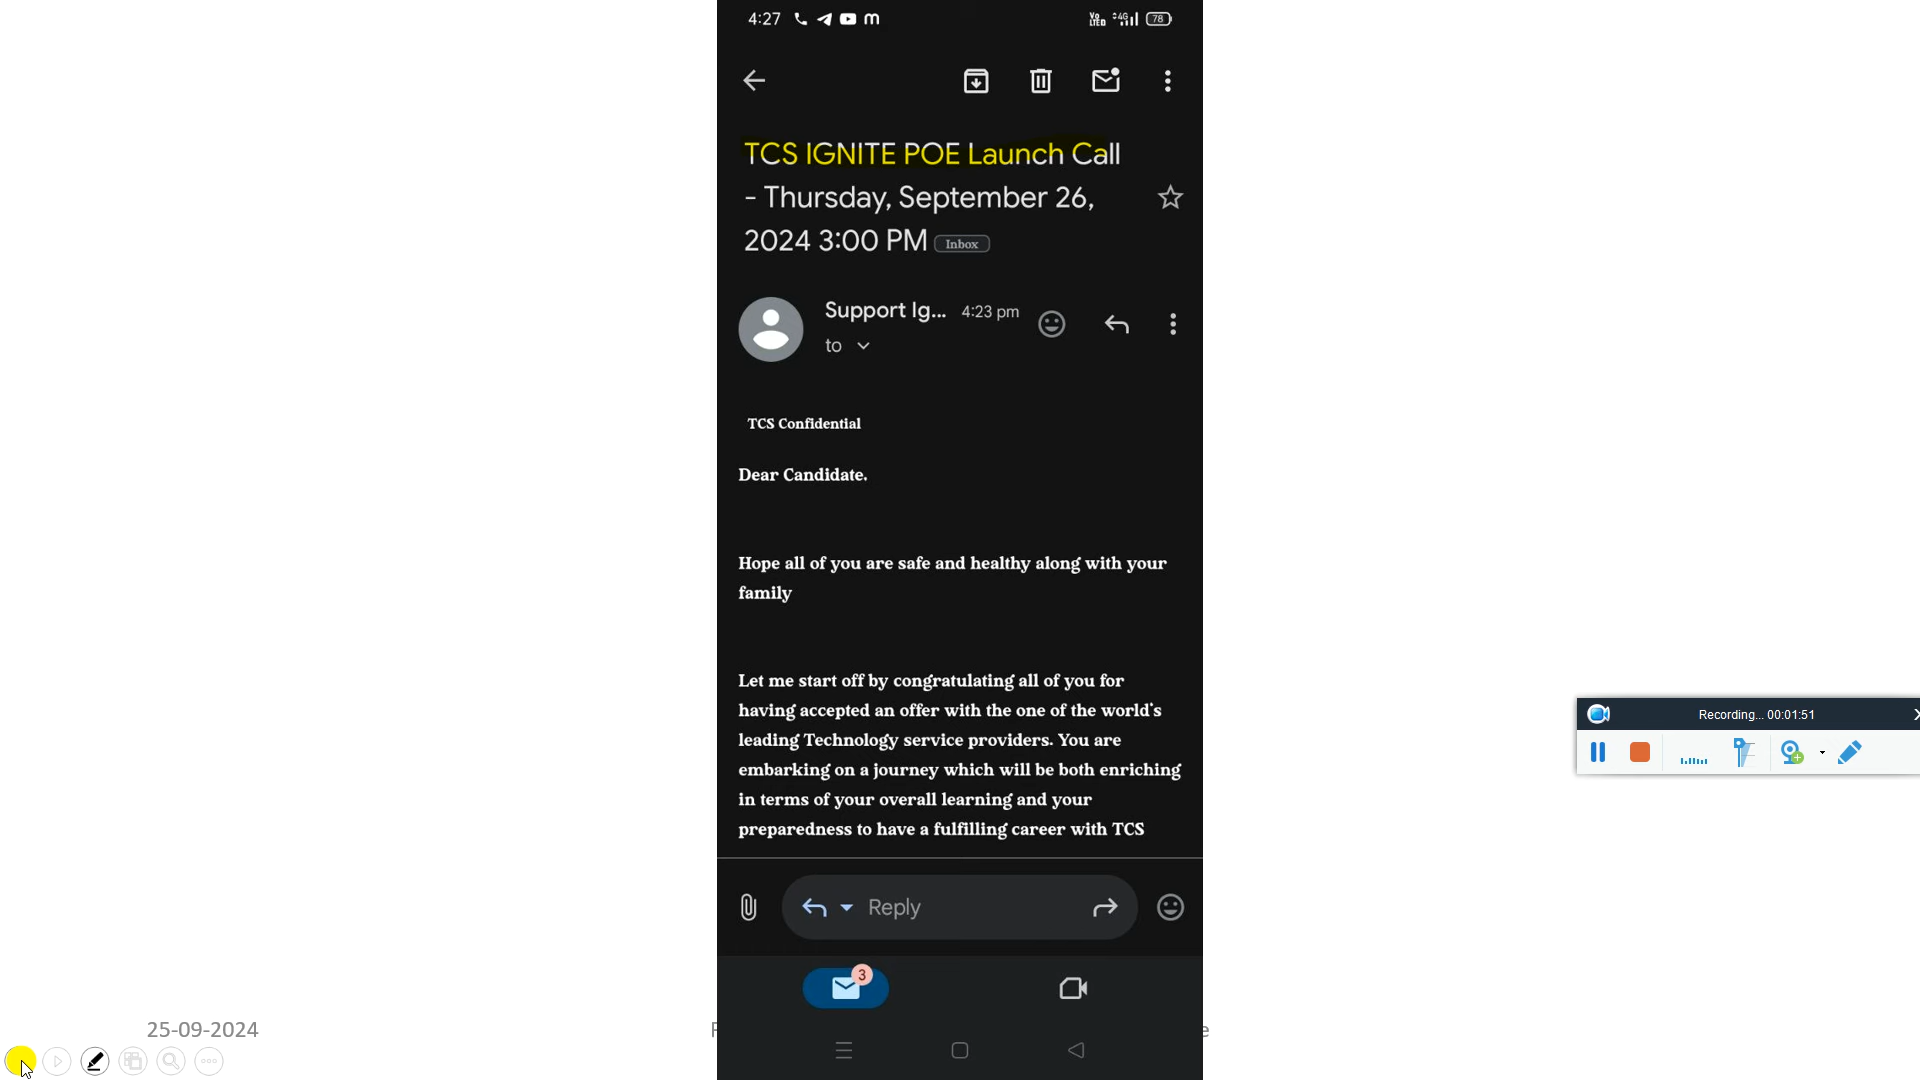 4:27
Vo LTED 4G 78
TCS IGNITE POE Launch Call
- Thursday, September 26,
2024 3:00 PM Inbox
Support Ig... 4:23 pm
to
TCS Confidential
Dear Candidate,
Hope all of you are safe and healthy along with your
family
Let me start off by congratulating all of you for
having accepted an offer with the one of the world's
leading Technology service providers. You are
embarking on a journey which will be both enriching
in terms of your overall learning and your
preparedness to have a fulfilling career with TCS
Reply
3
Recording... 00:01:51
25-09-2024